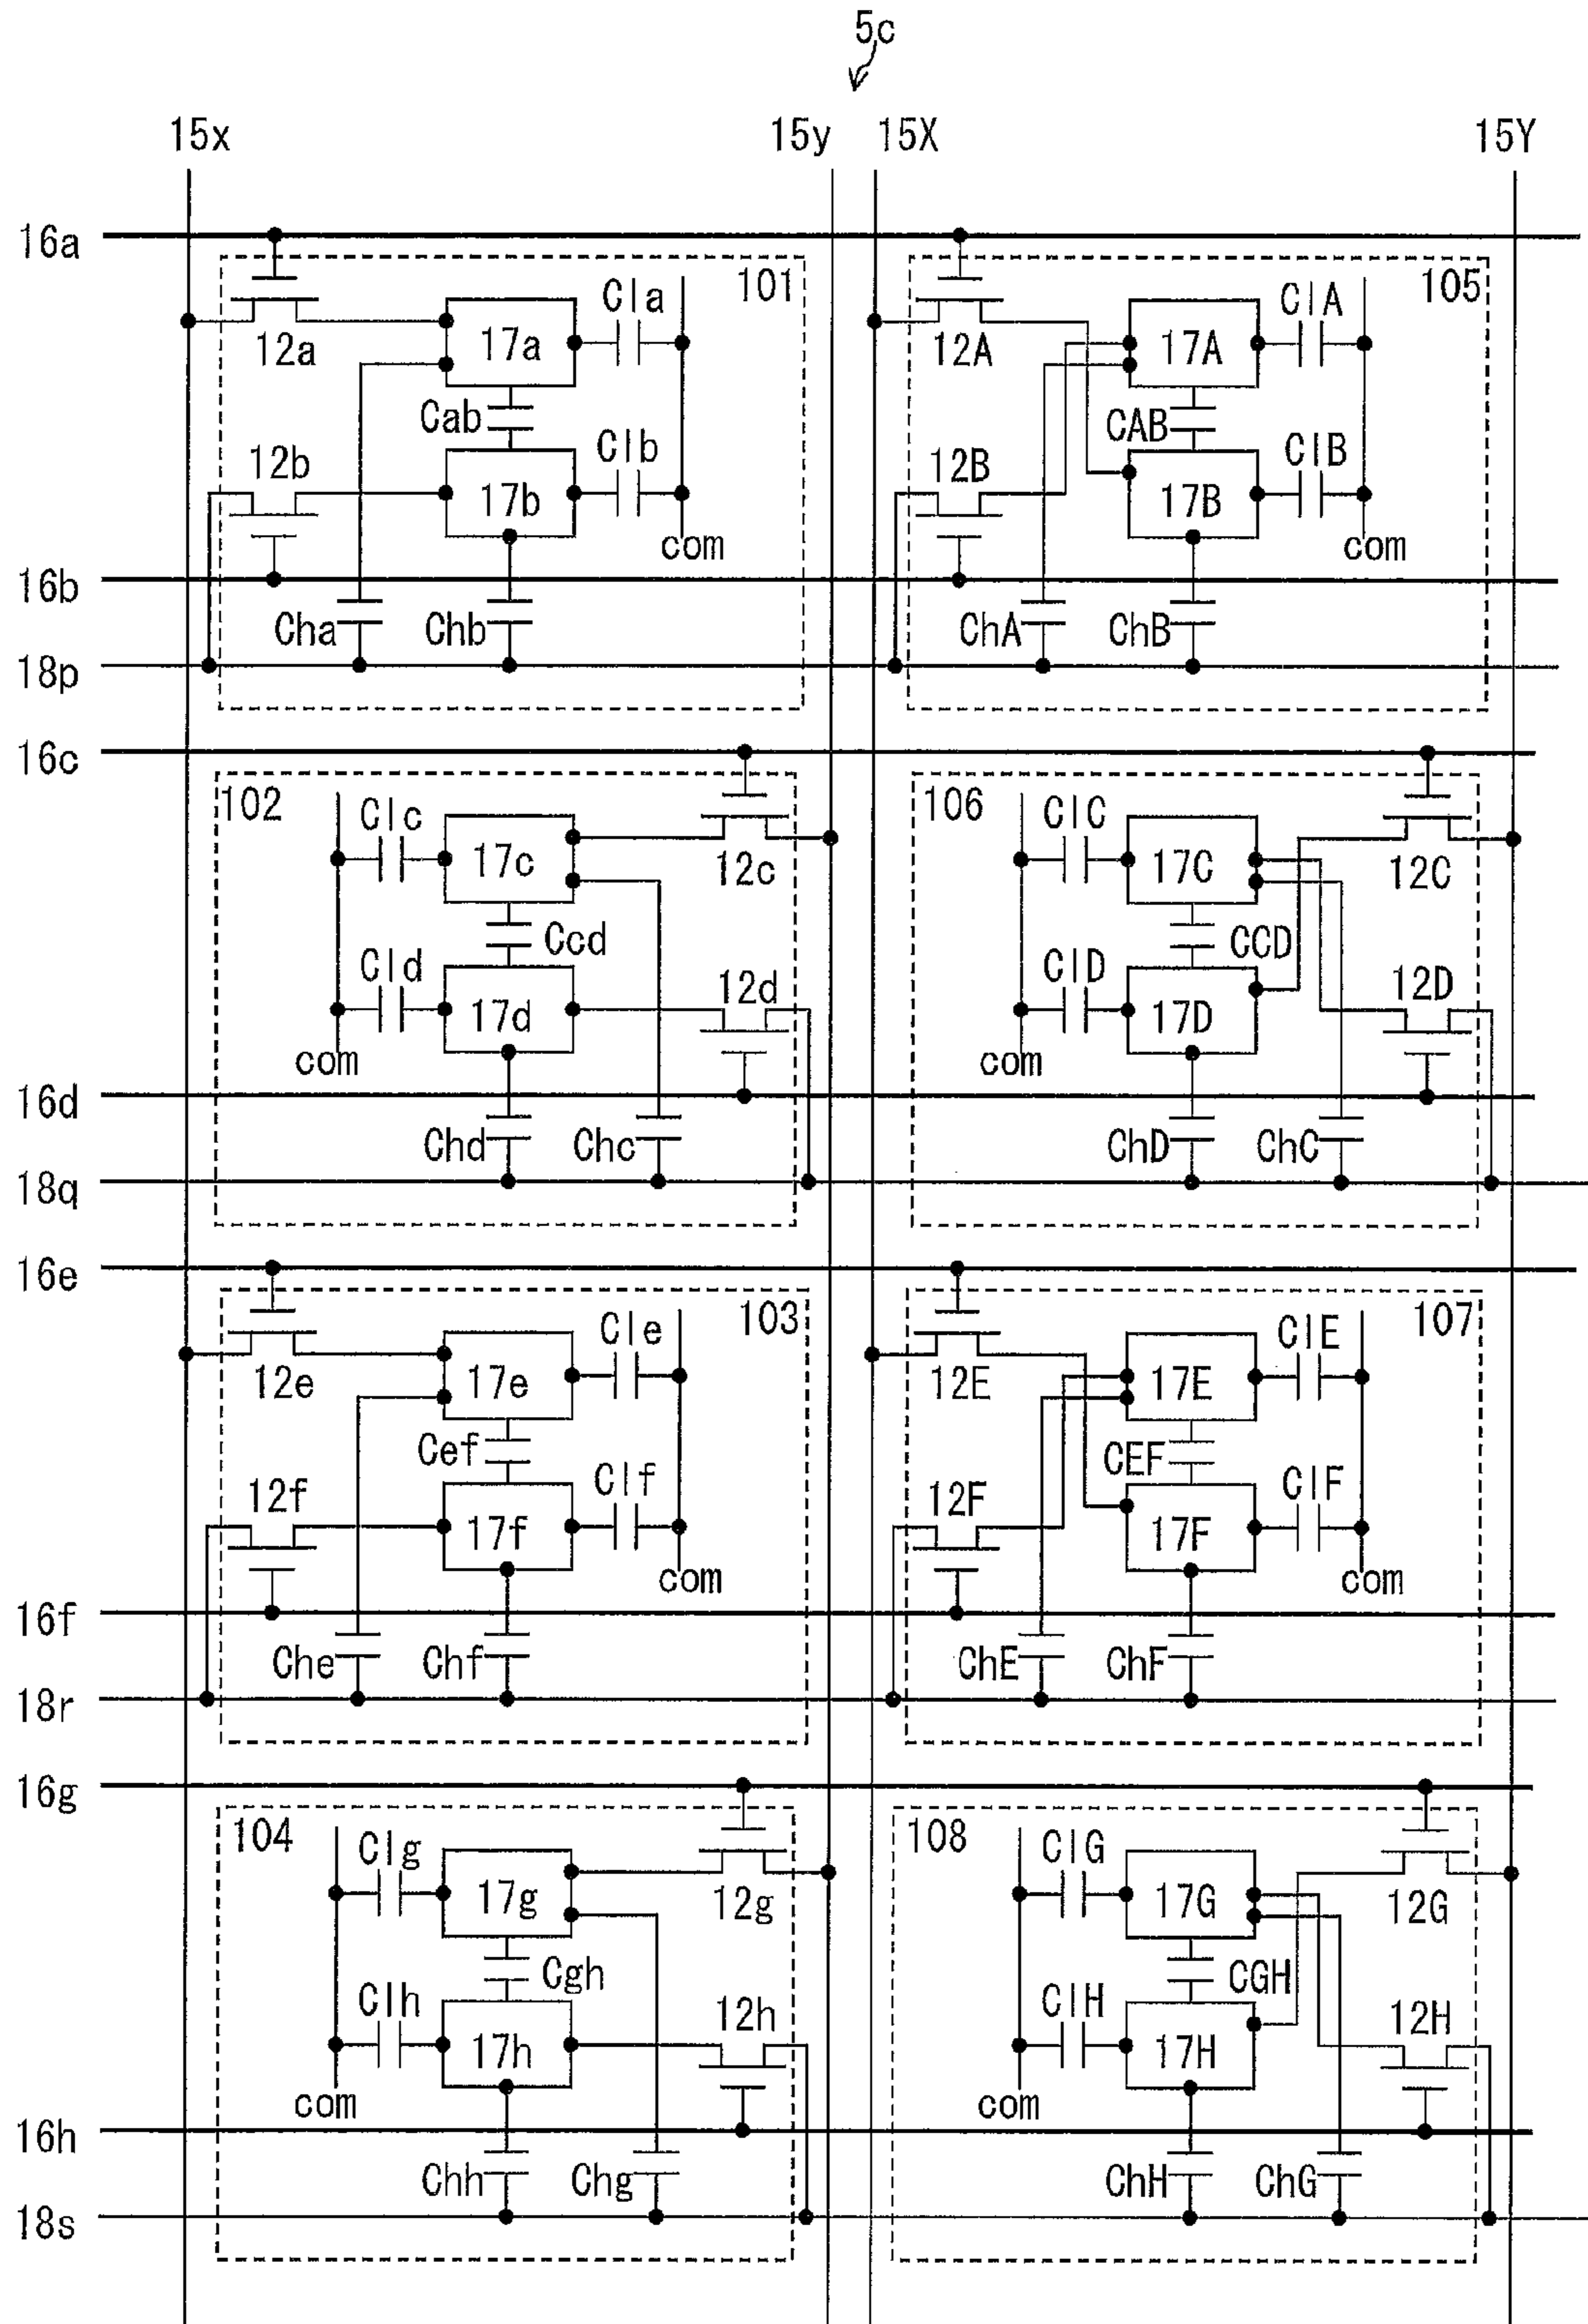 5c
15x 15y 15X 15Y
16a
101 105
Cla ClA
17a 17A
12a 12A
Cab CAB
12b Clb 12B ClB
17b 17B
com com
16b
Cha Chb ChA ChB
18p
16c
102 106
Clc ClC
17c 17C
12c 12C
Ccd CCD
Cld 12d ClD 12D
17d 17D
com com
16d
Chd Chc ChD ChC
18q
16e
103 107
Cle ClE
17e 17E
12e 12E
Cef CEF
12f Clf 12F ClF
17f 17F
com com
16f
Che Chf ChE ChF
18r
16g
104 108
Clg ClG
17g 17G
12g 12G
Cgh CGH
Clh 12h ClH 12H
17h 17H
com com
16h
Chh Chg ChH ChG
18s